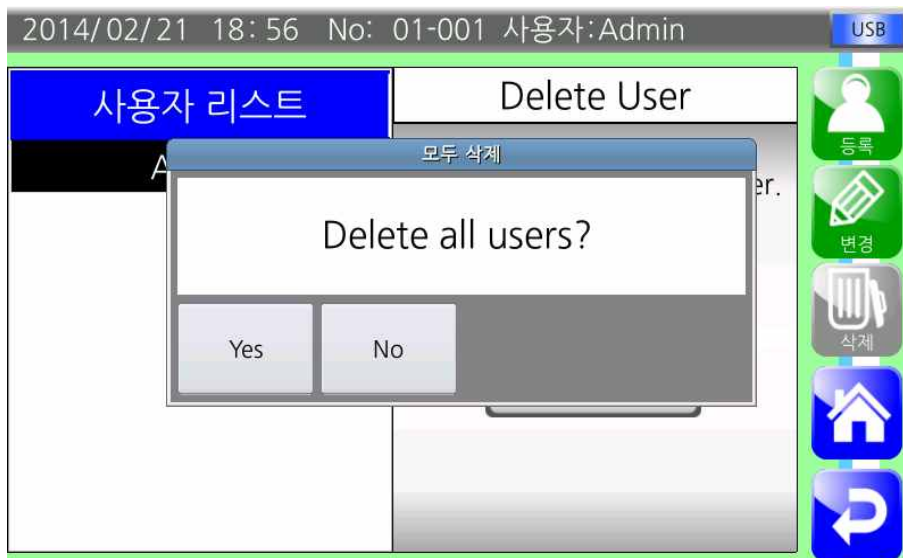 2014/02/21 18:56 No: 01-001 사용자:Admin
USB
사용자 리스트
Delete User
등록
모두 삭제
Delete all users?
변경
Yes
No
삭제